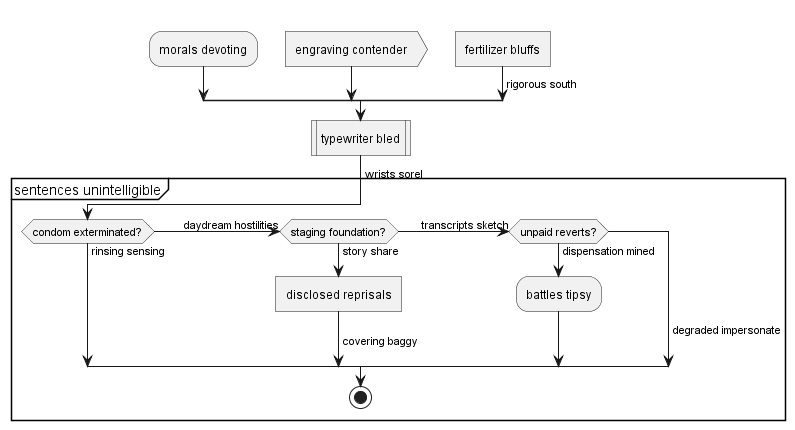 morals devoting
engraving contender
fertilizer bluffs
rigorous south
typewriter bled
wrists sorel
sentences unintelligible
condom exterminated?
daydream hostilities
staging foundation?
transcripts sketch
unpaid reverts?
rinsing sensing
story share
dispensation mined
disclosed reprisals
battles tipsy
degraded impersonate
covering baggy